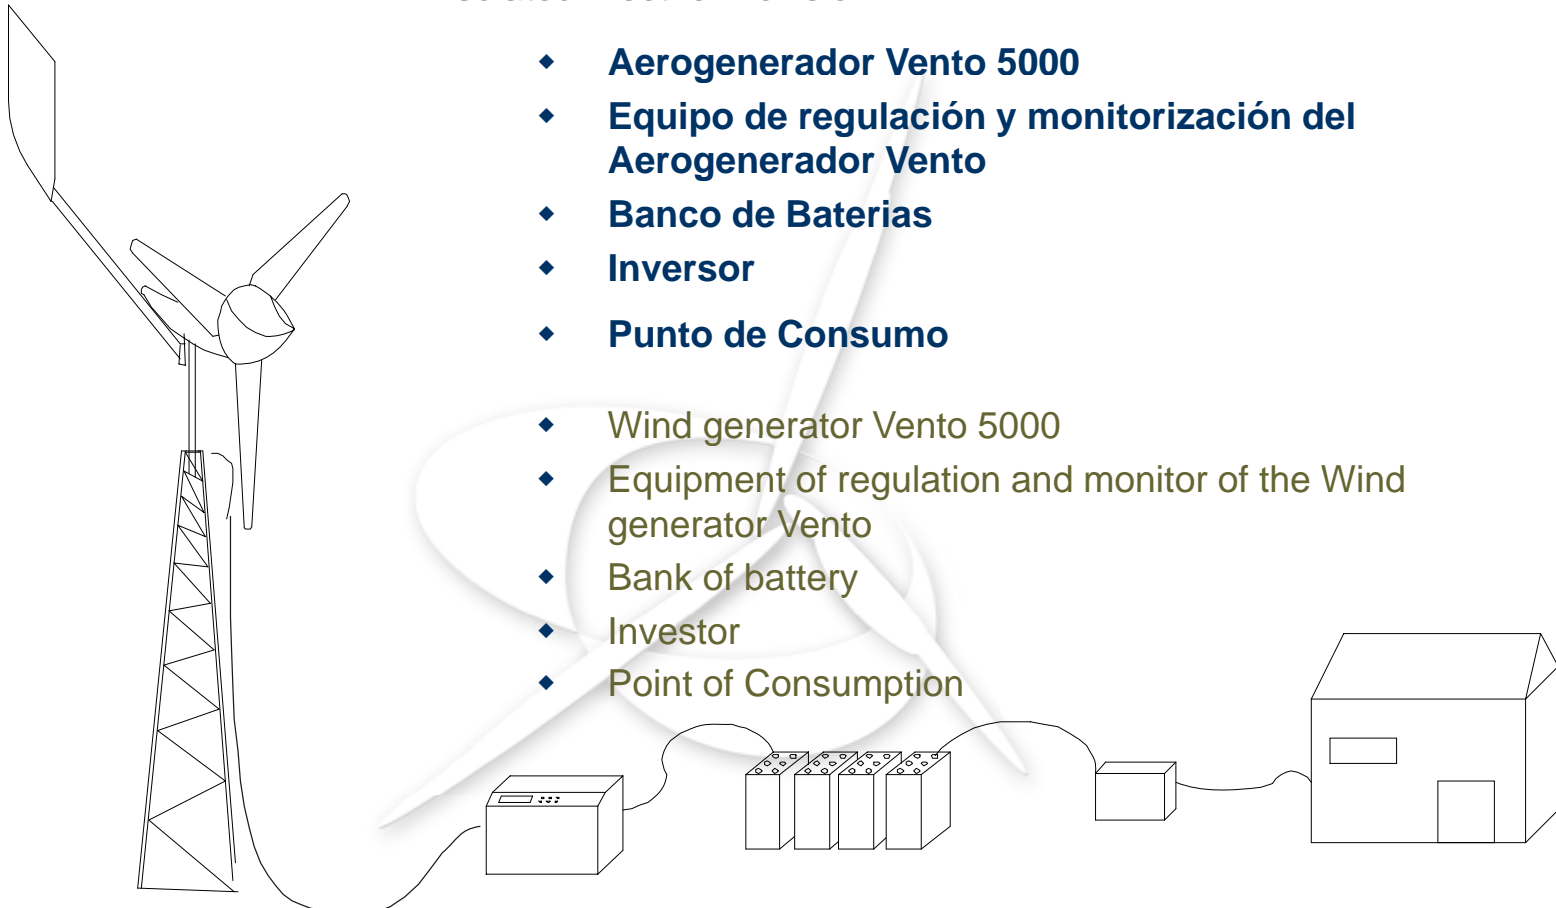 Aerogenerador Vento 5000
Equipo de regulación y monitorización del
Aerogenerador Vento
Banco de Baterias
Inversor
Punto de Consumo
Wind generator Vento 5000
Equipment of regulation and monitor of the Wind
generator Vento
Bank of battery
Investor
Point of Consumption